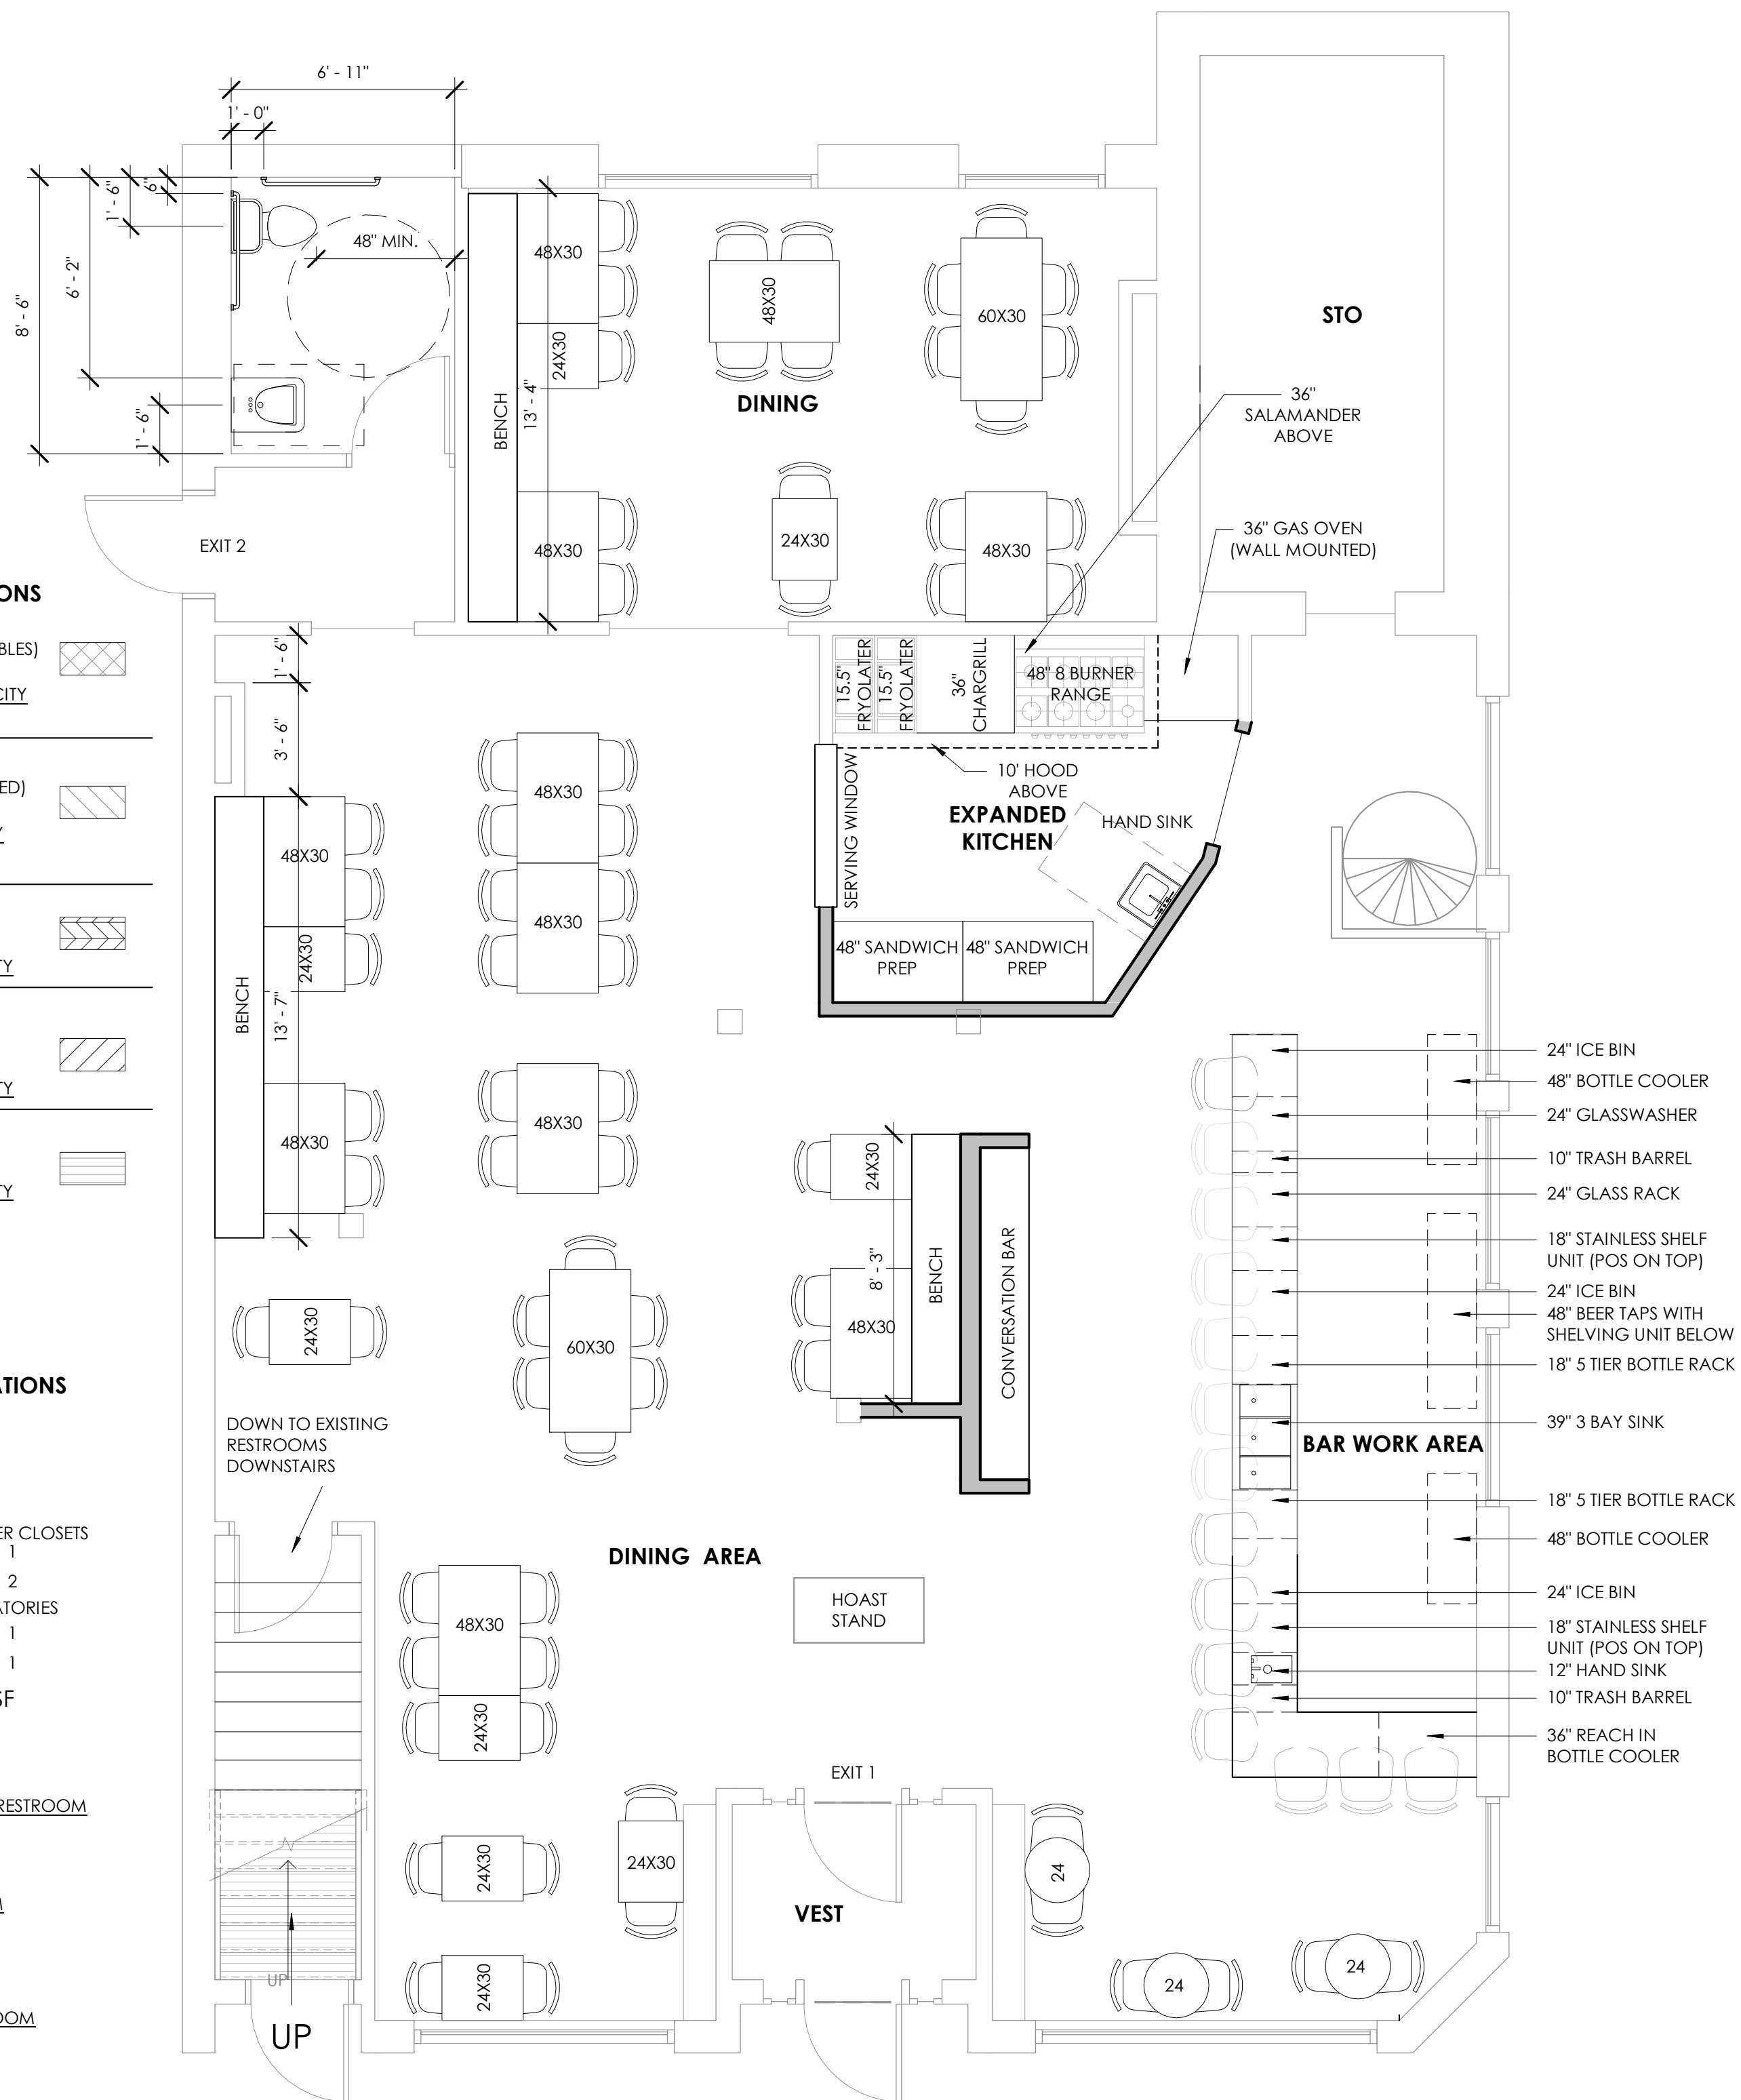 6' - 11"
1' - 0"
6"
1' - 6"
6' - 2"
8' - 6"
1' - 6"
48" MIN.
48X30
24X30
13' - 4"
BENCH
48X30
48X30
60X30
DINING
24X30
48X30
STO
36"
SALAMANDER
ABOVE
36" GAS OVEN
(WALL MOUNTED)
EXIT 2
ONS
BLES)
CITY
ED)
Y
TY
TY
TY
1' - 6"
3' - 6"
15.5"
FRYOLATER
15.5"
FRYOLATER
36"
CHARGRILL
48" 8 BURNER
RANGE
10' HOOD
ABOVE
EXPANDED
KITCHEN
HAND SINK
SERVING WINDOW
48" SANDWICH
PREP
48" SANDWICH
PREP
48X30
24X30
BENCH
13' - 7"
48X30
48X30
48X30
48X30
24X30
60X30
24X30
8' - 3"
48X30
BENCH
CONVERSATION BAR
24" ICE BIN
48" BOTTLE COOLER
24" GLASSWASHER
10" TRASH BARREL
24" GLASS RACK
18" STAINLESS SHELF
UNIT (POS ON TOP)
24" ICE BIN
48" BEER TAPS WITH
SHELVING UNIT BELOW
18" 5 TIER BOTTLE RACK
39" 3 BAY SINK
BAR WORK AREA
18" 5 TIER BOTTLE RACK
48" BOTTLE COOLER
24" ICE BIN
18" STAINLESS SHELF
UNIT (POS ON TOP)
12" HAND SINK
10" TRASH BARREL
36" REACH IN
BOTTLE COOLER
ATIONS
DOWN TO EXISTING
RESTROOMS
DOWNSTAIRS
ER CLOSETS
1
2
ATORIES
1
1
SF
RESTROOM
M
OOM
DINING AREA
HOAST
STAND
48X30
24X30
EXIT 1
24X30
24X30
24X30
VEST
24
24
24
UP
UP